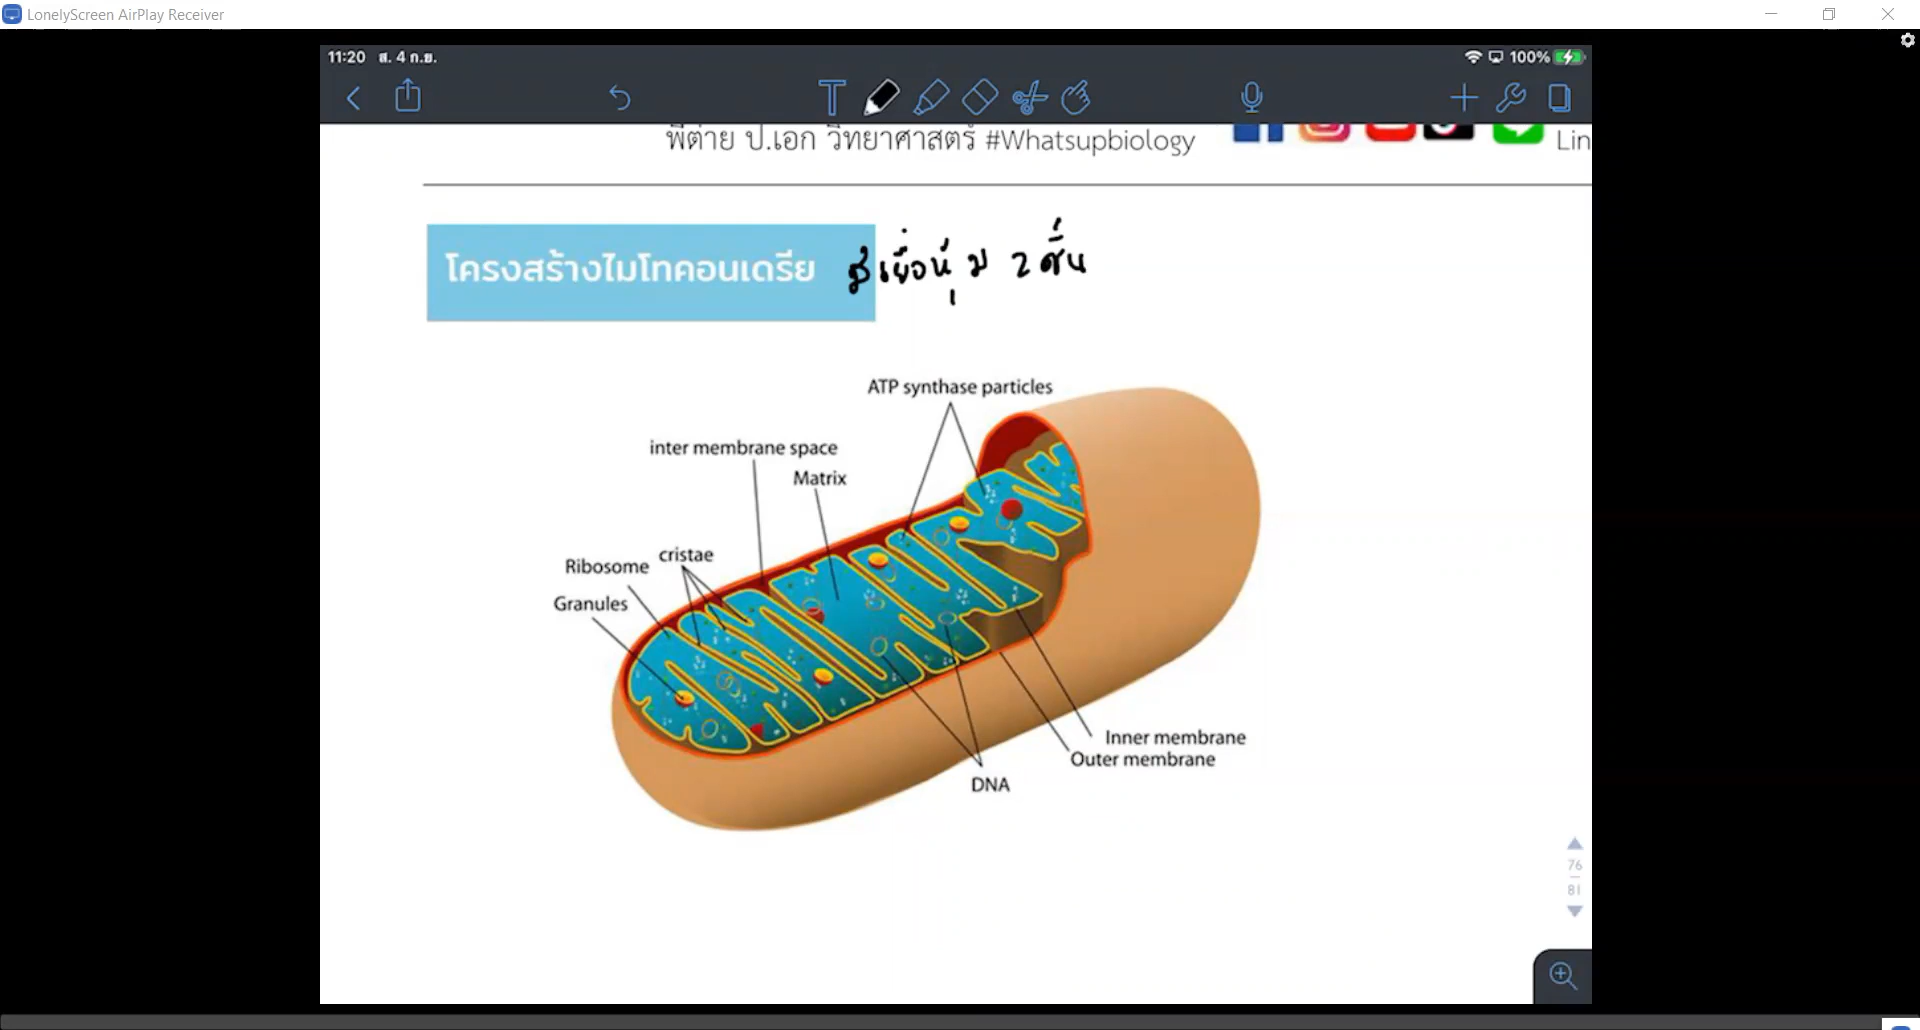 LonelyScreen AirPlay Receiver
11:20 ส. 4 ก.ย. 100%
พี่ต่าย ป.เอก วิทยาศาสตร์ #Whatsupbiology Lin
โครงสร้างไมโทคอนเดรีย มีเยื่อหุ้ม 2 ชั้น
ATP synthase particles
inter membrane space
Matrix
cristae
Ribosome
Granules
Inner membrane
Outer membrane
DNA
76
81